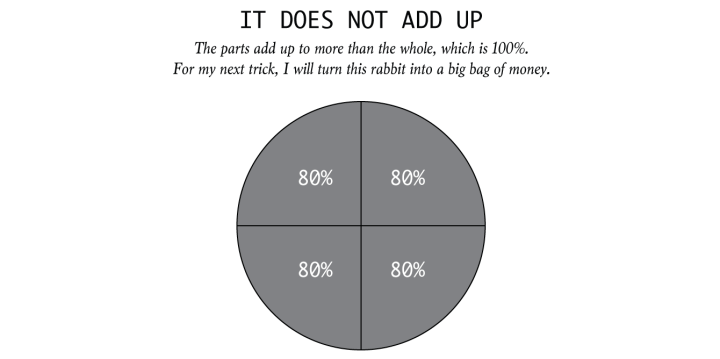 IT DOES NOT ADD UP
The parts add up to more than the whole, which is 100%.
For my next trick, I will turn this rabbit into a big bag of money.
80% 80%
80% 80%